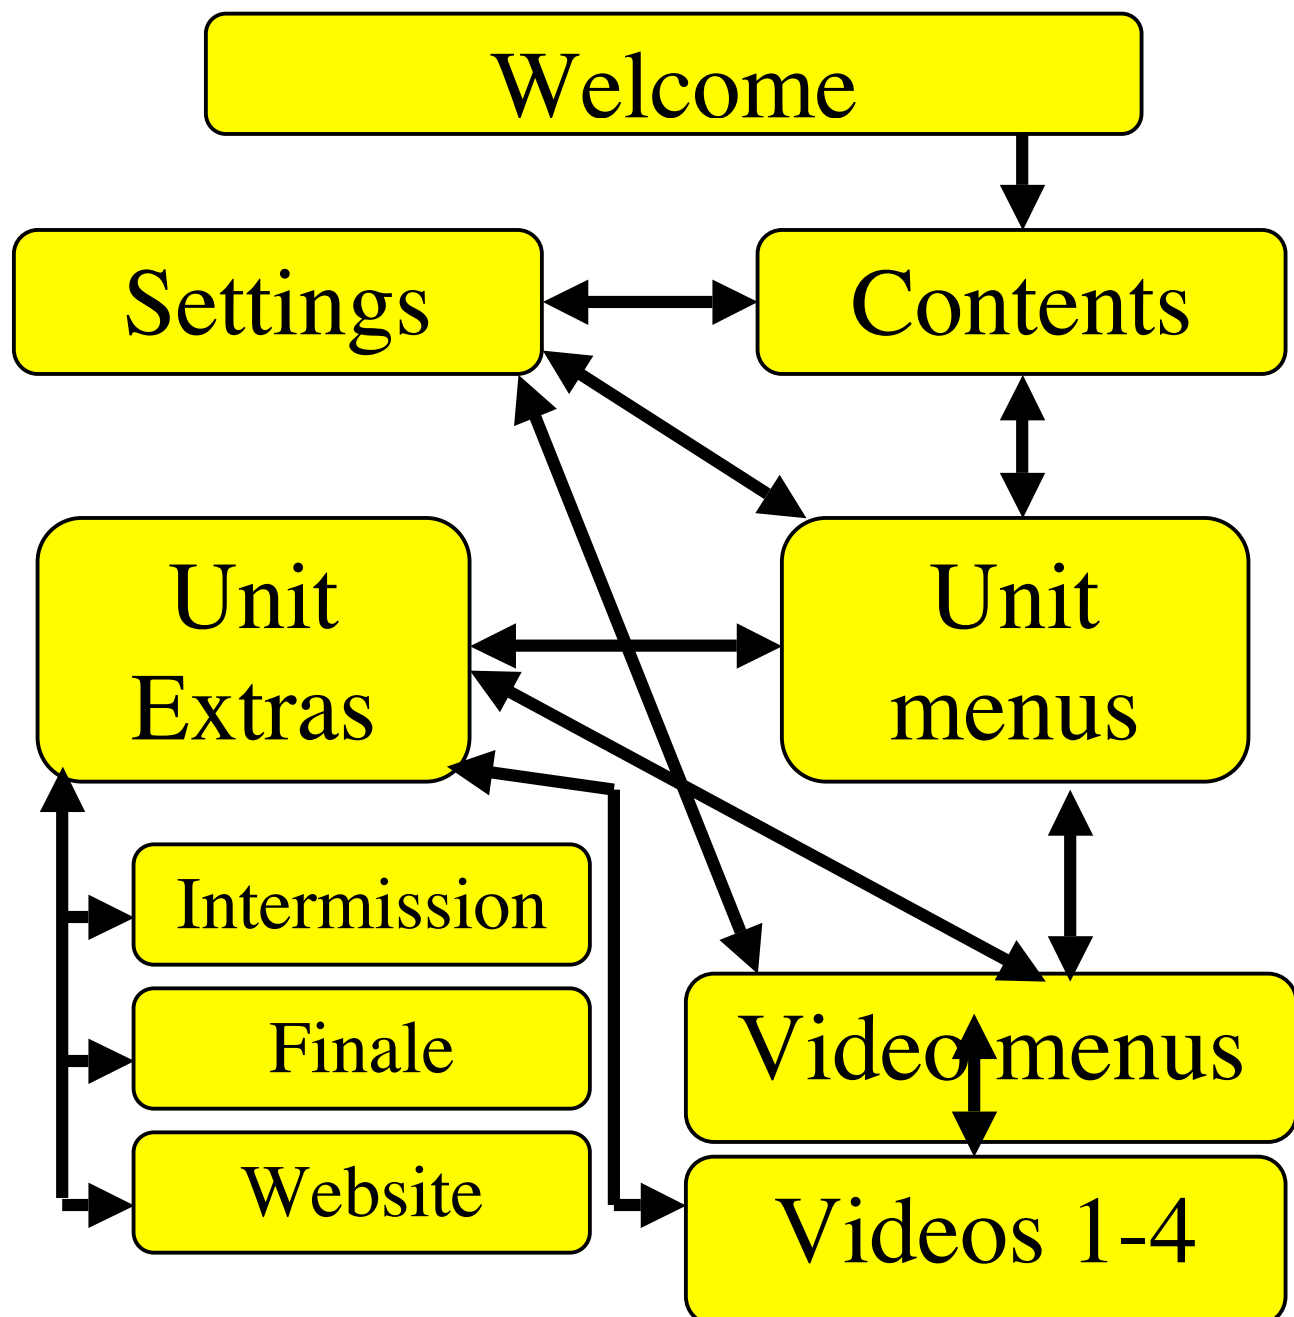 Welcome
Settings
Contents
Unit
Extras
Unit
menus
Intermission
Finale
Website
Video menus
Videos 1-4